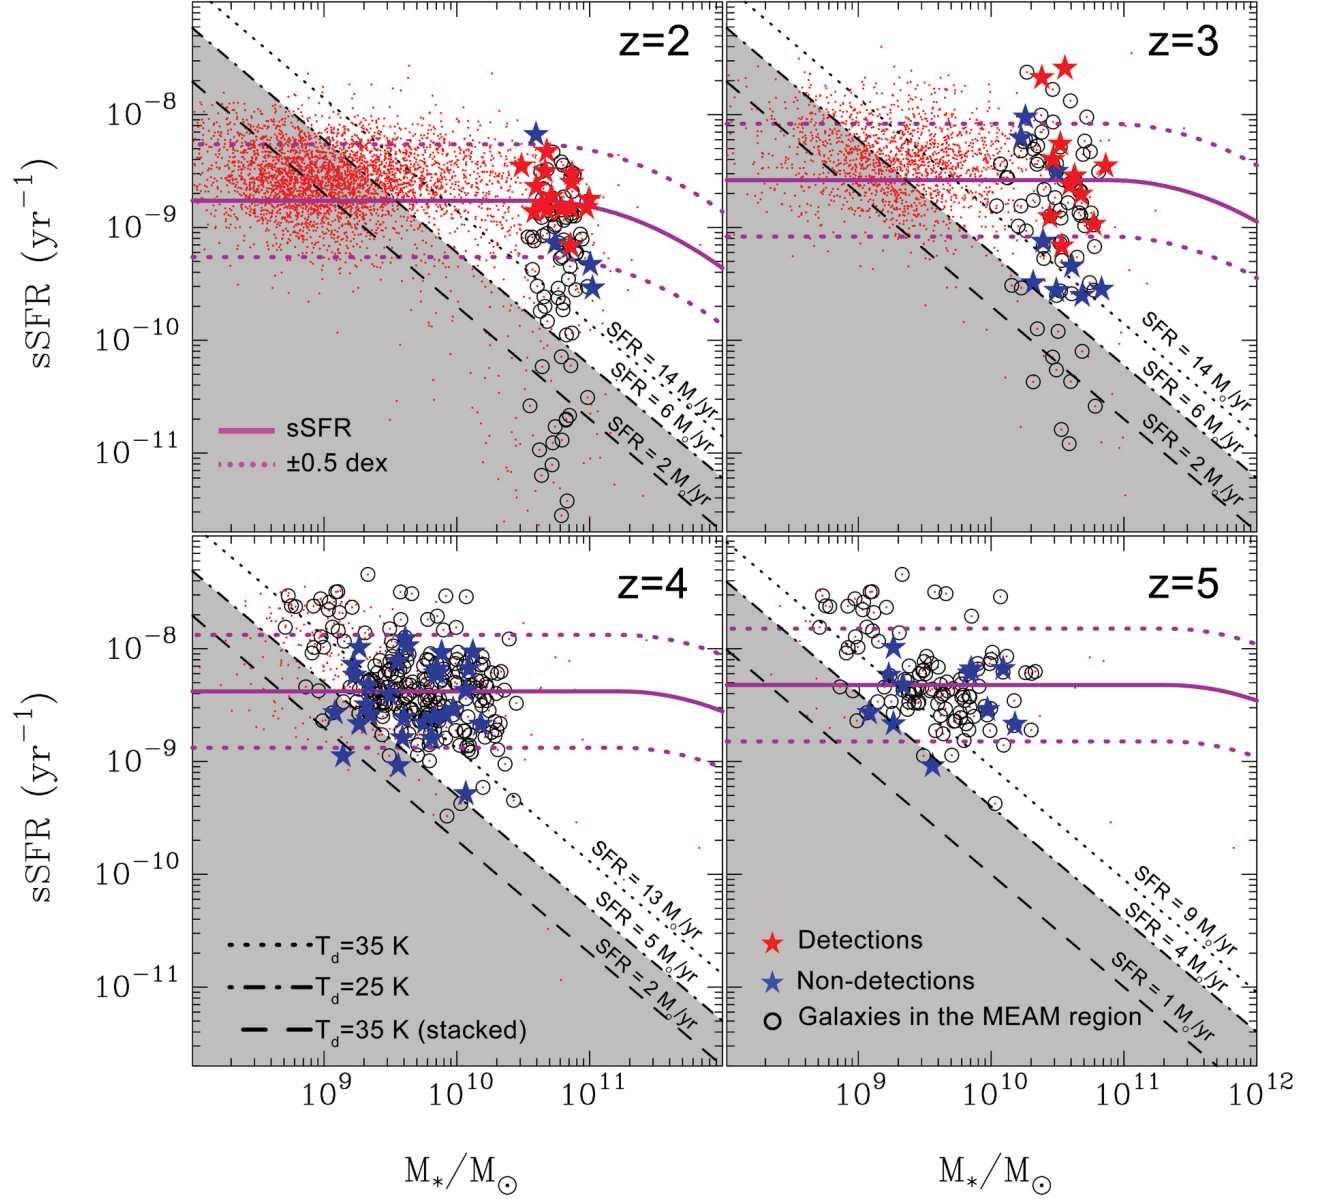 z=2
z=3
10⁻⁸
10⁻⁹
10⁻¹⁰
10⁻¹¹
sSFR (yr⁻¹)
SFR = 14 M☉/yr
SFR = 6 M☉/yr
SFR = 2 M☉/yr
SFR = 14 M☉/yr
SFR = 6 M☉/yr
SFR = 2 M☉/yr
sSFR
±0.5 dex
z=4
z=5
10⁻⁸
10⁻⁹
10⁻¹⁰
10⁻¹¹
sSFR (yr⁻¹)
SFR = 13 M☉/yr
SFR = 5 M☉/yr
SFR = 2 M☉/yr
SFR = 9 M☉/yr
SFR = 4 M☉/yr
SFR = 1 M☉/yr
T_d=35 K
T_d=25 K
T_d=35 K (stacked)
Detections
Non-detections
Galaxies in the MEAM region
10⁹ 10¹⁰ 10¹¹ 10⁹ 10¹⁰ 10¹¹ 10¹²
M*/M☉ M*/M☉